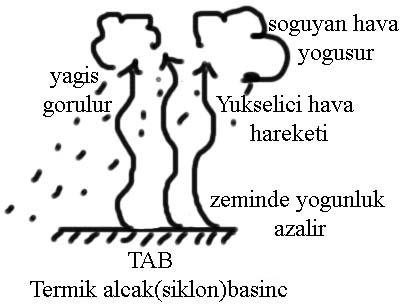 soguyan hava
yogusur
yagis
gorulur
Yukselici hava
hareketi
zeminde yogunluk
azalir
TAB
Termik alcak(siklon)basinc